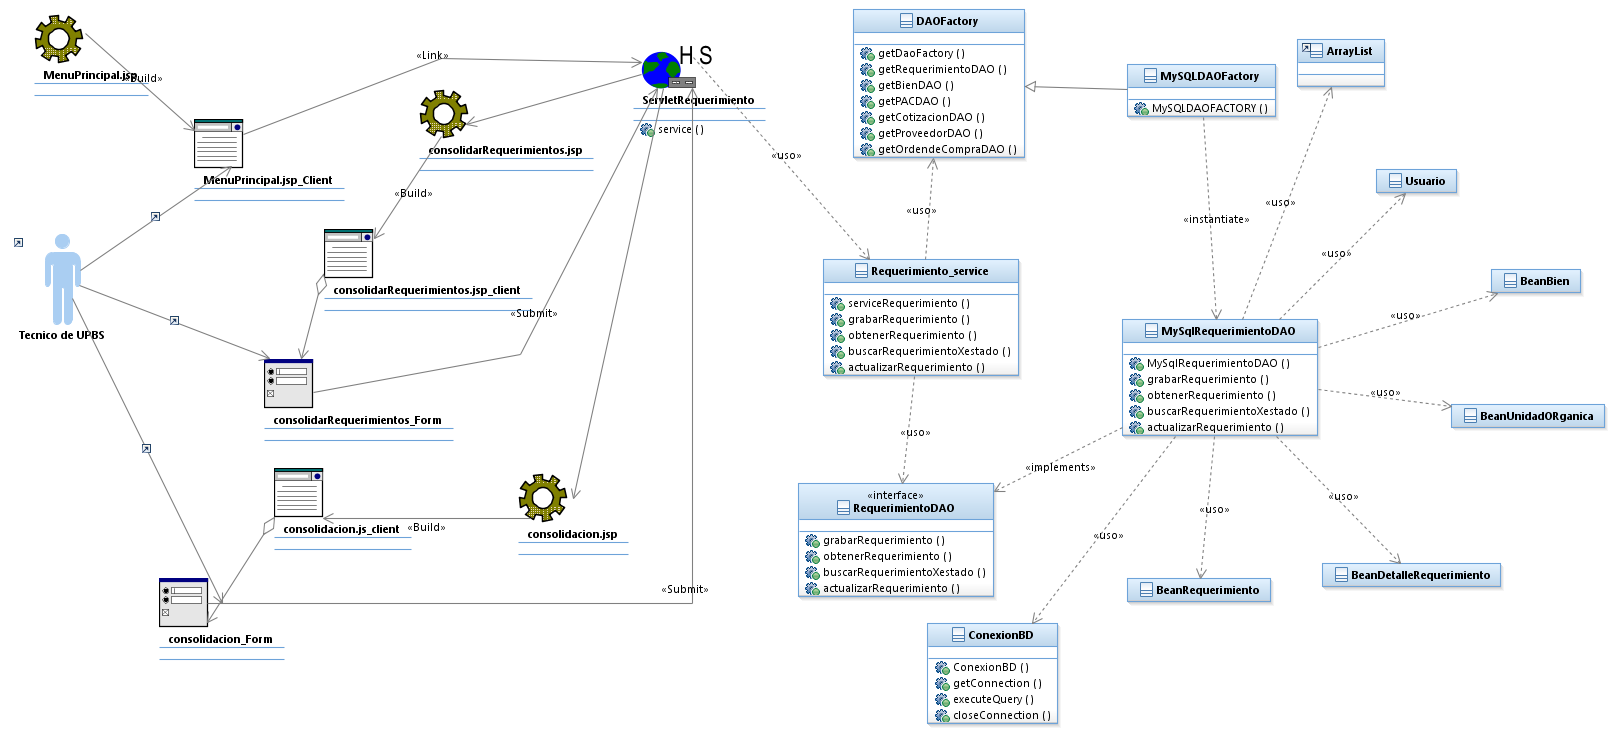 MenuPrincipal.jsp
«Build»
MenuPrincipal.jsp_Client
«Link»
HS
ServletRequerimiento
service ()
consolidarRequerimientos.jsp
«Build»
consolidarRequerimientos.jsp_client
«Submit»
Tecnico de UPBS
consolidarRequerimientos_Form
consolidacion.js_client
«Build»
consolidacion.jsp
consolidacion_Form
«Submit»
«uso»
DAOFactory
getDaoFactory ()
getRequerimientoDAO ()
getBienDAO ()
getPACDAO ()
getCotizacionDAO ()
getProveedorDAO ()
getOrdendeCompraDAO ()
«uso»
Requerimiento_service
serviceRequerimiento ()
grabarRequerimiento ()
obtenerRequerimiento ()
buscarRequerimientoXestado ()
actualizarRequerimiento ()
«uso»
«interface»
RequerimientoDAO
grabarRequerimiento ()
obtenerRequerimiento ()
buscarRequerimientoXestado ()
actualizarRequerimiento ()
MySQLDAOFactory
MySQLDAOFACTORY ()
«instantiate»
ArrayList
«uso»
Usuario
«uso»
BeanBien
«uso»
MySqlRequerimientoDAO
MySqlRequerimientoDAO ()
grabarRequerimiento ()
obtenerRequerimiento ()
buscarRequerimientoXestado ()
actualizarRequerimiento ()
«uso»
BeanUnidadORganica
«implements»
«uso»
«uso»
«uso»
BeanDetalleRequerimiento
BeanRequerimiento
ConexionBD
ConexionBD ()
getConnection ()
executeQuery ()
closeConnection ()